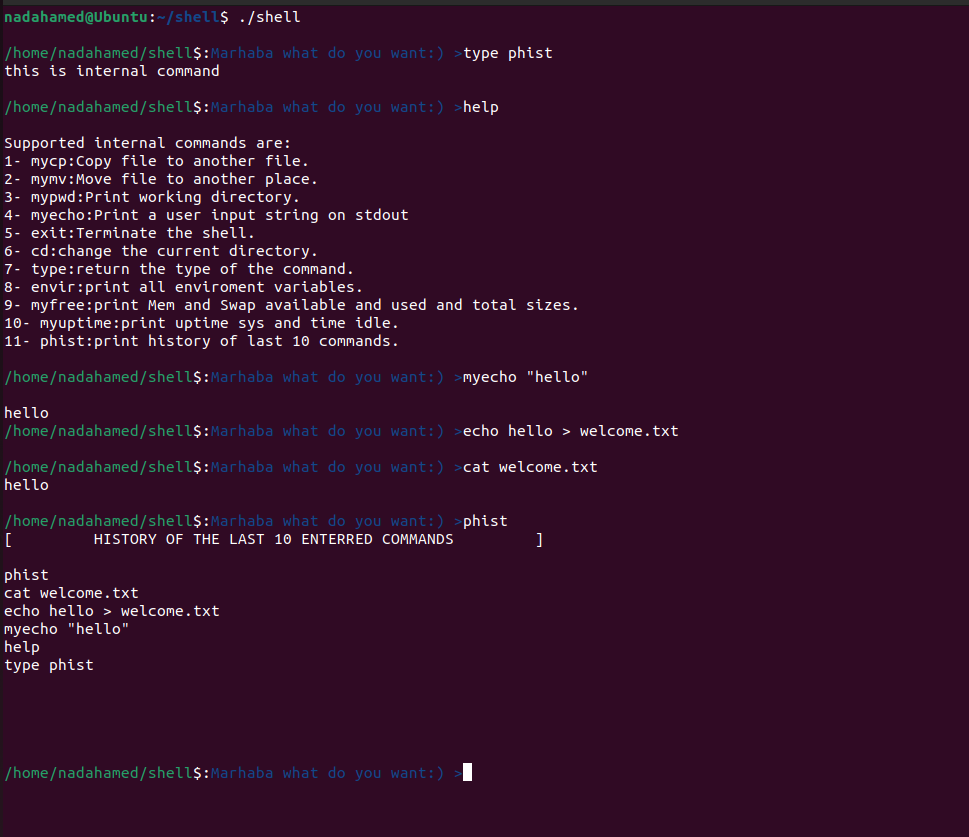 nadahamed@Ubuntu:~/shell$ ./shell
/home/nadahamed/shell$:Marhaba what do you want:) >type phist
this is internal command
/home/nadahamed/shell$:Marhaba what do you want:) >help
Supported internal commands are:
1- mycp:Copy file to another file.
2- mymv:Move file to another place.
3- mypwd:Print working directory.
4- myecho:Print a user input string on stdout
5- exit:Terminate the shell.
6- cd:change the current directory.
7- type:return the type of the command.
8- envir:print all enviroment variables.
9- myfree:print Mem and Swap available and used and total sizes.
10- myuptime:print uptime sys and time idle.
11- phist:print history of last 10 commands.
/home/nadahamed/shell$:Marhaba what do you want:) >myecho "hello"
hello
/home/nadahamed/shell$:Marhaba what do you want:) >echo hello > welcome.txt
/home/nadahamed/shell$:Marhaba what do you want:) >cat welcome.txt
hello
/home/nadahamed/shell$:Marhaba what do you want:) >phist
[         HISTORY OF THE LAST 10 ENTERRED COMMANDS         ]
phist
cat welcome.txt
echo hello > welcome.txt
myecho "hello"
help
type phist
/home/nadahamed/shell$:Marhaba what do you want:) >